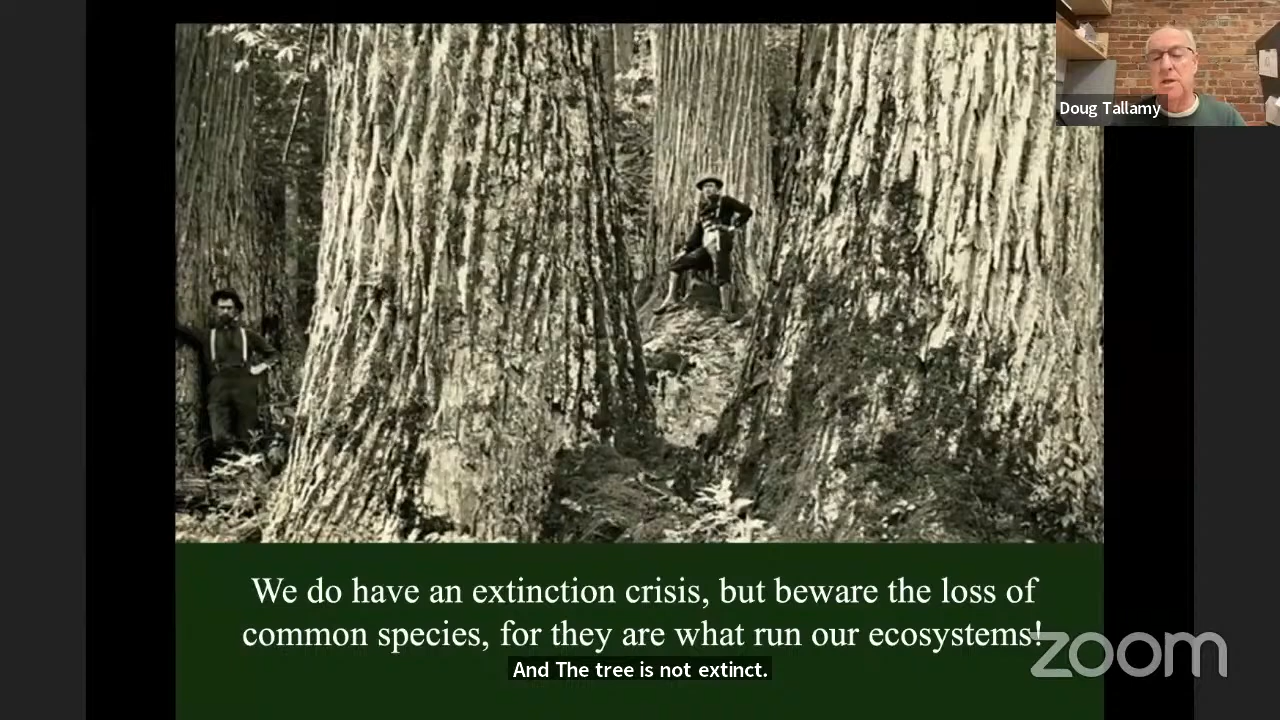 Doug Tallamy
We do have an extinction crisis, but beware the loss of
common species, for they are what run our ecosystems!
And The tree is not extinct.
zoom